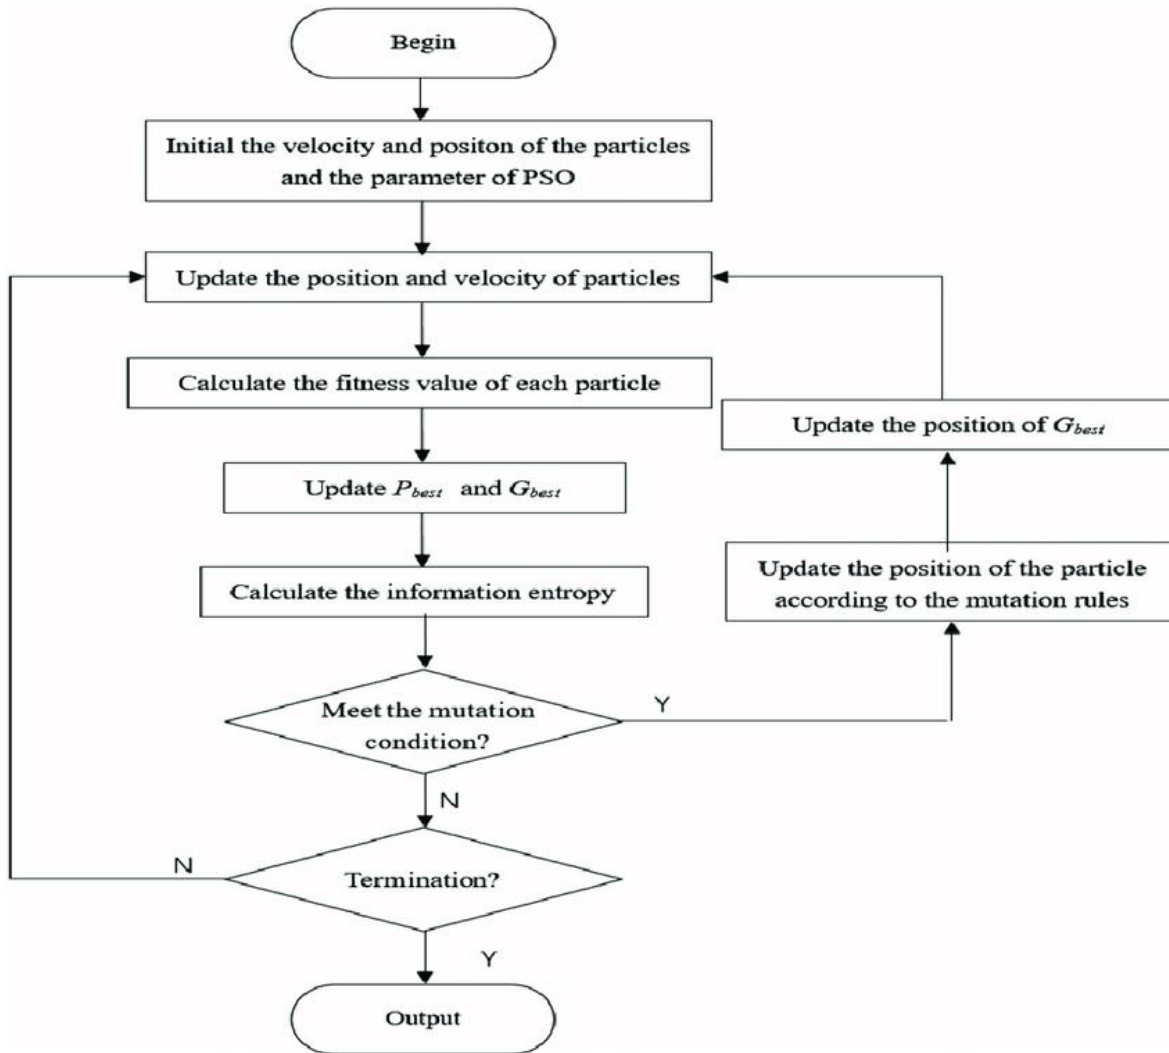 Begin
Initial the velocity and positon of the particles
and the parameter of PSO
Update the position and velocity of particles
Calculate the fitness value of each particle
Update the position of Gbest
Update Pbest and Gbest
Update the position of the particle
according to the mutation rules
Calculate the information entropy
Meet the mutation
condition?
Y
N
N
Termination?
Y
Output